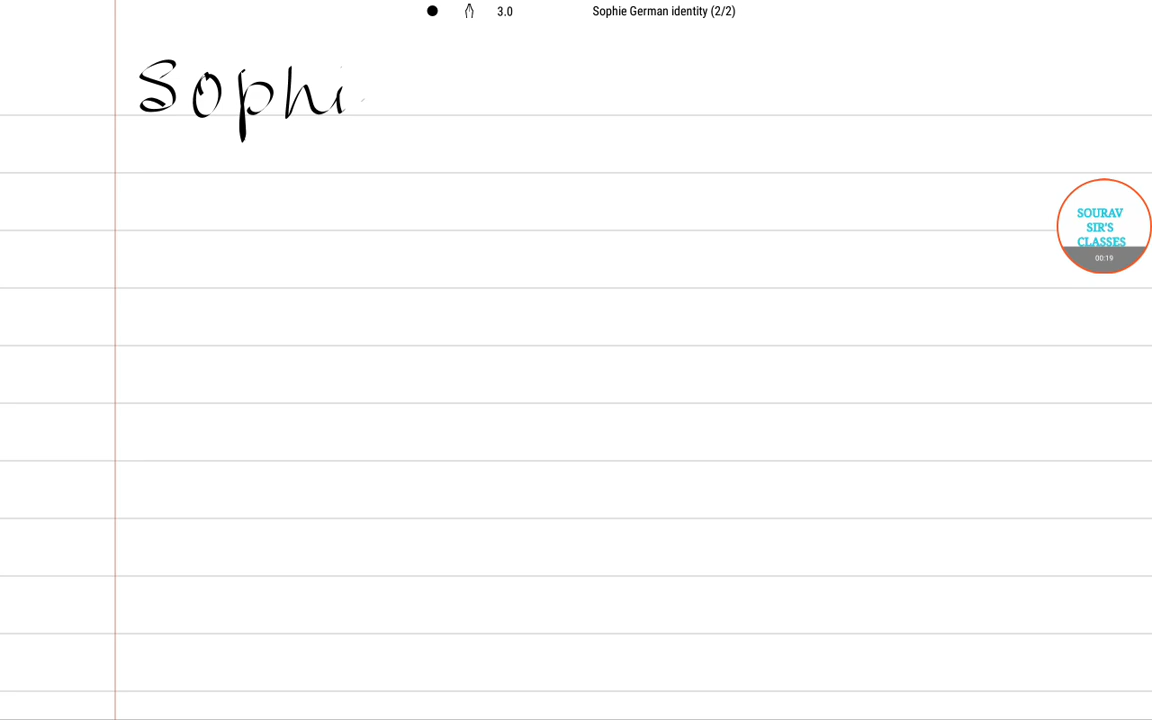 3.0 Sophie German identity (2/2)
Sophi
SOURAV
SIR'S
CLASSES
00:19